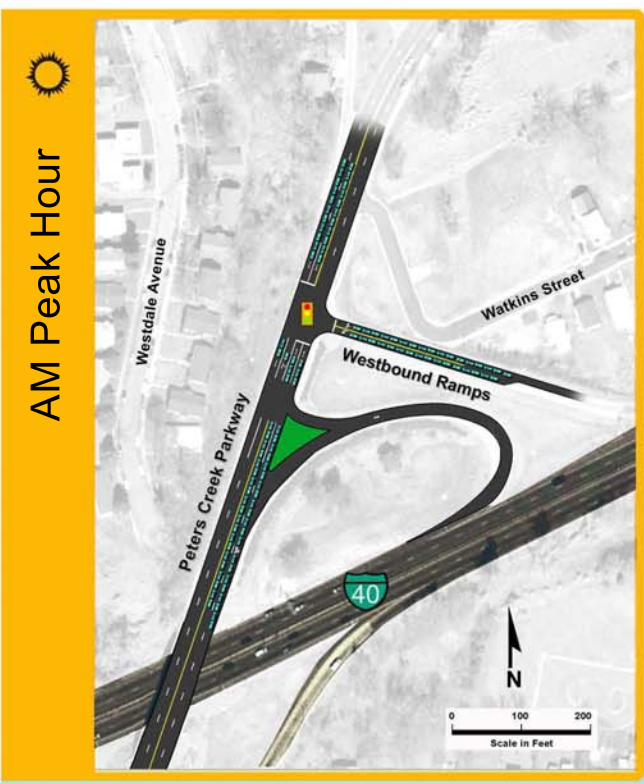 AM Peak Hour
Westdale Avenue
Watkins Street
Westbound Ramps
Peters Creek Parkway
40
N
0 100 200
Scale in Feet